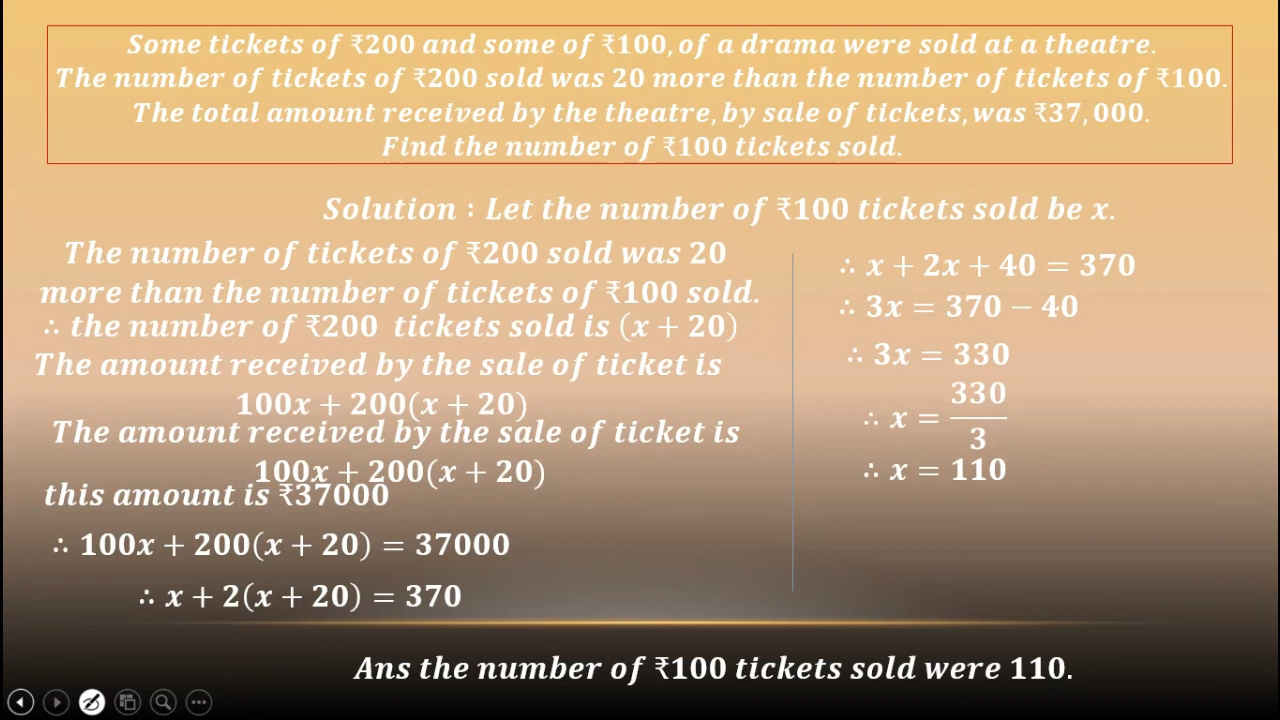 Some tickets of ₹200 and some of ₹100, of a drama were sold at a theatre.
The number of tickets of ₹200 sold was 20 more than the number of tickets of ₹100.
The total amount received by the theatre, by sale of tickets, was ₹37,000.
Find the number of ₹100 tickets sold.
Solution : Let the number of ₹100 tickets sold be x.
The number of tickets of ₹200 sold was 20
more than the number of tickets of ₹100 sold.
∴ the number of ₹200 tickets sold is (x + 20)
The amount received by the sale of ticket is
100x + 200(x + 20)
The amount received by the sale of ticket is
100x + 200(x + 20)
this amount is ₹37000
∴ 100x + 200(x + 20) = 37000
∴ x + 2(x + 20) = 370
∴ x + 2x + 40 = 370
∴ 3x = 370 − 40
∴ 3x = 330
∴ x = 330/3
∴ x = 110
Ans the number of ₹100 tickets sold were 110.